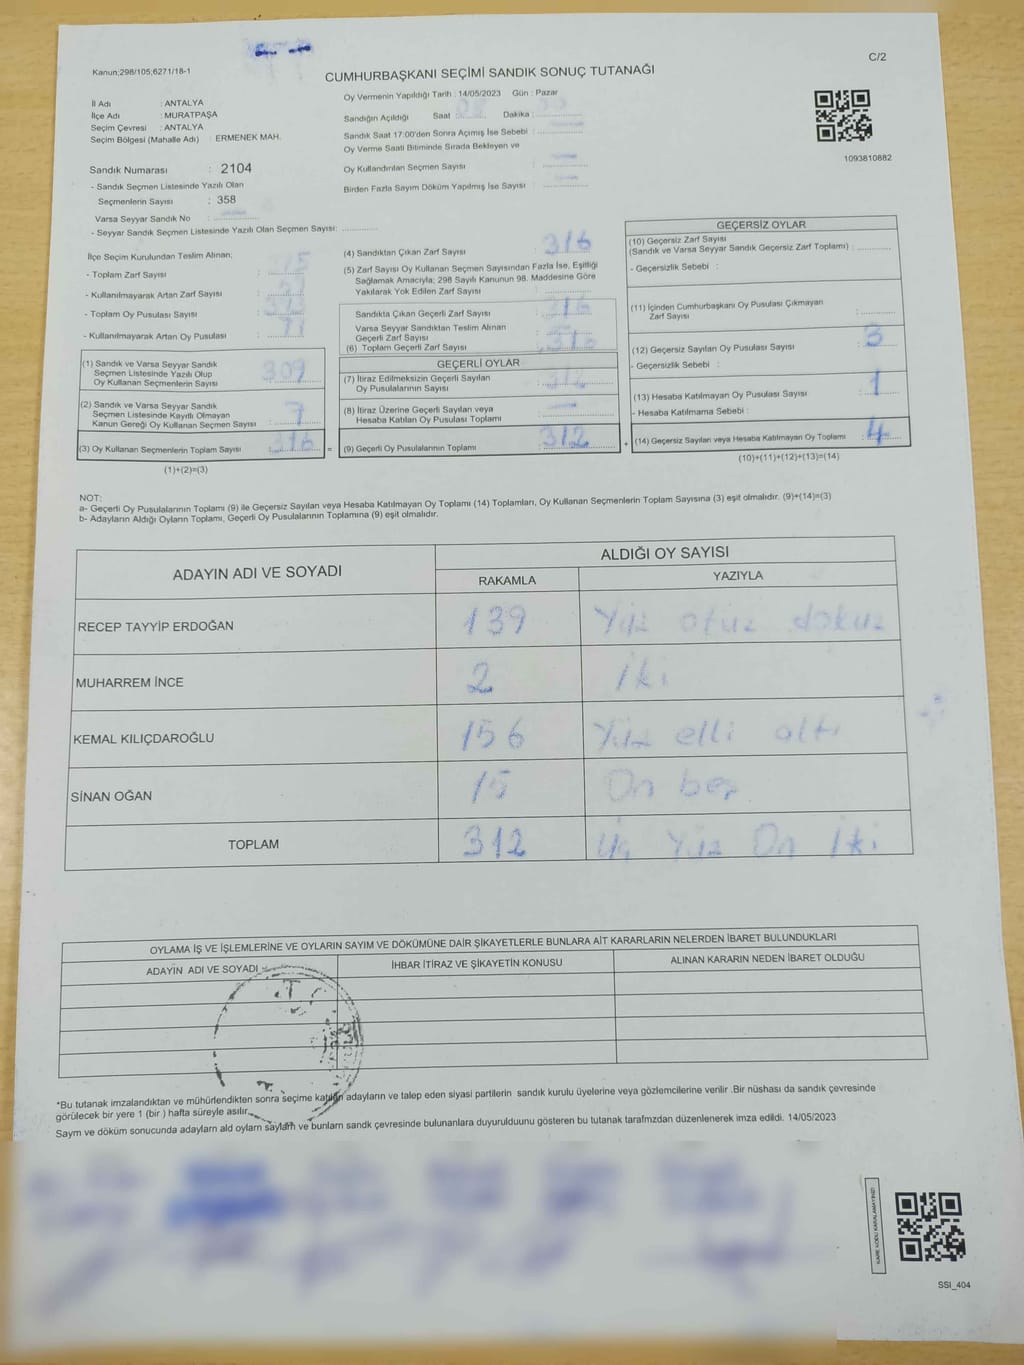 C/2
Kanun;298/105;6271/18-1
CUMHURBAŞKANI SEÇİMİ SANDIK SONUÇ TUTANAĞI
İl Adı : ANTALYA
İlçe Adı : MURATPAŞA
Seçim Çevresi : ANTALYA
Seçim Bölgesi (Mahalle Adı) : ERMENEK MAH.
Sandık Numarası : 2104
- Sandık Seçmen Listesinde Yazılı Olan
Seçmenlerin Sayısı : 358
Varsa Seyyar Sandık No :
- Seyyar Sandık Seçmen Listesinde Yazılı Olan Seçmen Sayısı:
Oy Vermenin Yapıldığı Tarih : 14/05/2023 Gün : Pazar
Sandığın Açıldığı Saat Dakika :
Sandık Saat 17:00'den Sonra Açımış İse Sebebi :
Oy Verme Saati Bitiminde Sırada Bekleyen ve
Oy Kullandırılan Seçmen Sayısı :
Birden Fazla Sayım Döküm Yapılmış İse Sayısı :
1093810882
İlçe Seçim Kurulundan Teslim Alınan;
- Toplam Zarf Sayısı :
- Kullanılmayarak Artan Zarf Sayısı :
- Toplam Oy Pusulası Sayısı :
- Kullanılmayarak Artan Oy Pusulası :
(1) Sandık ve Varsa Seyyar Sandık
Seçmen Listesinde Yazılı Olup
Oy Kullanan Seçmenlerin Sayısı : 309
(2) Sandık ve Varsa Seyyar Sandık
Seçmen Listesinde Kayıtlı Olmayan
Kanun Gereği Oy Kullanan Seçmen Sayısı : 7
(3) Oy Kullanan Seçmenlerin Toplam Sayısı : 316
(1)+(2)=(3)
(4) Sandıktan Çıkan Zarf Sayısı : 316
(5) Zarf Sayısı Oy Kullanan Seçmen Sayısından Fazla İse, Eşitliği
Sağlamak Amacıyla; 298 Sayılı Kanunun 98. Maddesine Göre
Yakılarak Yok Edilen Zarf Sayısı :
Sandıkta Çıkan Geçerli Zarf Sayısı : 316
Varsa Seyyar Sandıktan Teslim Alınan
Geçerli Zarf Sayısı
(6) Toplam Geçerli Zarf Sayısı : 316
GEÇERLİ OYLAR
(7) İtiraz Edilmeksizin Geçerli Sayılan
Oy Pusulalarının Sayısı : 312
(8) İtiraz Üzerine Geçerli Sayılan veya
Hesaba Katılan Oy Pusulası Toplamı :
= (9) Geçerli Oy Pusulalarının Toplamı : 312 +
GEÇERSİZ OYLAR
(10) Geçersiz Zarf Sayısı
(Sandık ve Varsa Seyyar Sandık Geçersiz Zarf Toplamı) :
- Geçersizlik Sebebi :
(11) İçinden Cumhurbaşkanı Oy Pusulası Çıkmayan
Zarf Sayısı :
(12) Geçersiz Sayılan Oy Pusulası Sayısı : 3
- Geçersizlik Sebebi :
(13) Hesaba Katılmayan Oy Pusulası Sayısı : 1
- Hesaba Katılmama Sebebi :
(14) Geçersiz Sayılan veya Hesaba Katılmayan Oy Toplamı : 4
(10)+(11)+(12)+(13)=(14)
NOT:
a- Geçerli Oy Pusulalarının Toplamı (9) ile Geçersiz Sayılan veya Hesaba Katılmayan Oy Toplamı (14) Toplamları, Oy Kullanan Seçmenlerin Toplam Sayısına (3) eşit olmalıdır. (9)+(14)=(3)
b- Adayların Aldığı Oyların Toplamı, Geçerli Oy Pusulalarının Toplamına (9) eşit olmalıdır.
ADAYIN ADI VE SOYADI
ALDIĞI OY SAYISI
RAKAMLA YAZIYLA
RECEP TAYYİP ERDOĞAN 139 Yüz otuz dokuz
MUHARREM İNCE 2 İki
KEMAL KILIÇDAROĞLU 156 Yüz elli altı
SİNAN OĞAN 15 On beş
TOPLAM 312 Üç Yüz On İki
OYLAMA İŞ VE İŞLEMLERİNE VE OYLARIN SAYIM VE DÖKÜMÜNE DAİR ŞİKAYETLERLE BUNLARA AİT KARARLARIN NELERDEN İBARET BULUNDUKLARI
ADAYIN ADI VE SOYADI İHBAR İTİRAZ VE ŞİKAYETİN KONUSU ALINAN KARARIN NEDEN İBARET OLDUĞU
T.C.
*Bu tutanak imzalandıktan ve mühürlendikten sonra seçime katılan adayların ve talep eden siyasi partilerin sandık kurulu üyelerine veya gözlemcilerine verilir .Bir nüshası da sandık çevresinde
görülecek bir yere 1 (bir ) hafta süreyle asılır.
Saym ve döküm sonucunda adaylarn ald oylarn saylarn ve bunlarn sandk çevresinde bulunanlara duyurulduunu gösteren bu tutanak tarafmzdan düzenlenerek imza edildi. 14/05/2023
KARE KODU KARALAMAYINIZ!
SSI_404